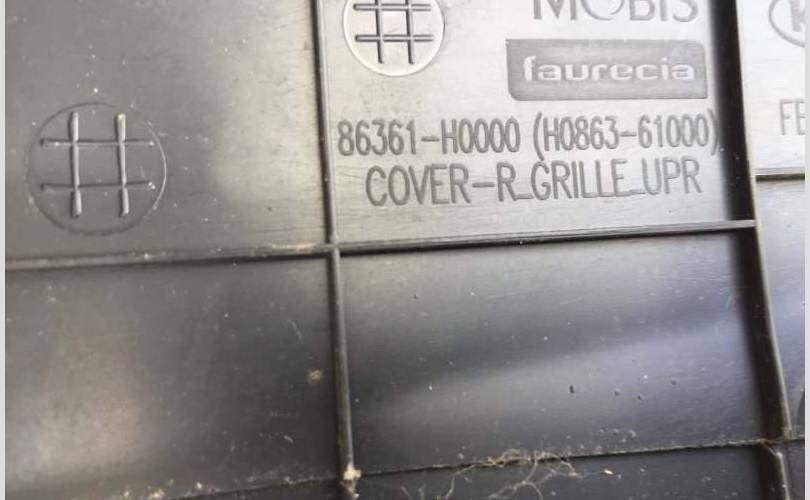 MOBIS
faurecia
86361-H0000 (H0863-61000)
COVER-R_GRILLE_UPR